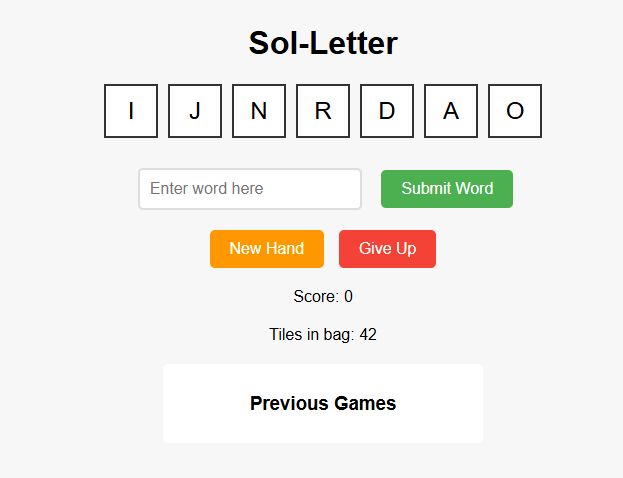 Sol-Letter
I J N R D A O
Enter word here Submit Word
New Hand Give Up
Score: 0
Tiles in bag: 42
Previous Games